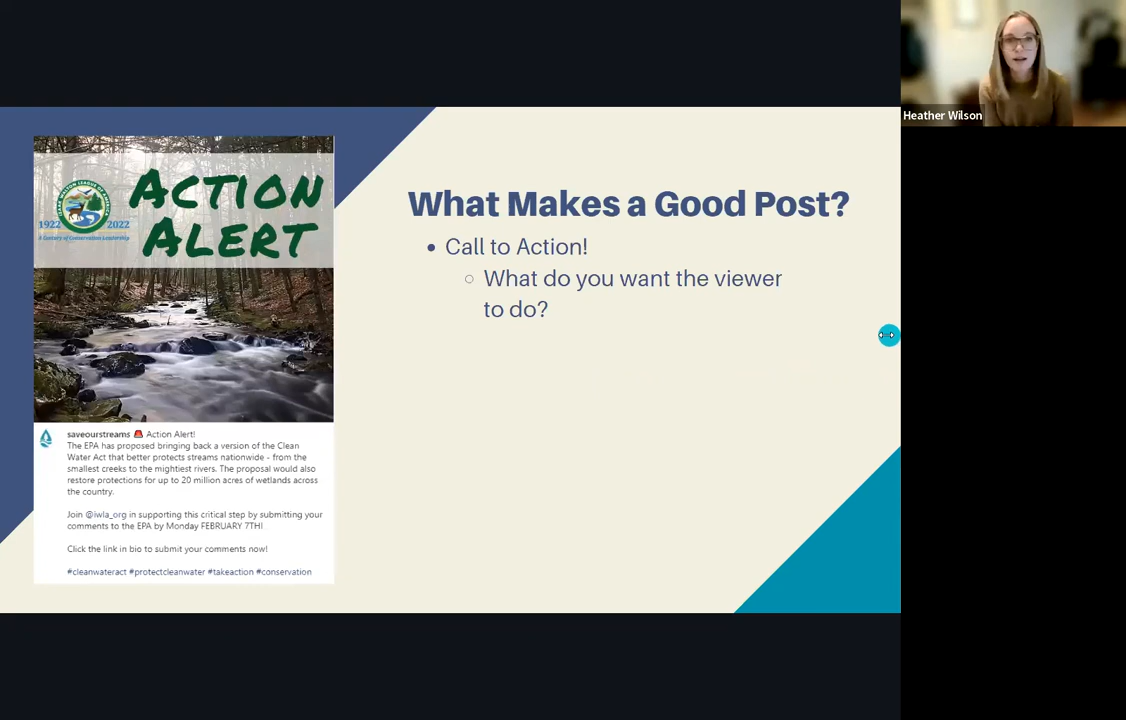 Heather Wilson
ACTION
ALERT
IZAAK WALTON LEAGUE OF AMERICA
1922 2022
A Century of Conservation Leadership
What Makes a Good Post?
Call to Action!
What do you want the viewer
to do?
saveourstreams 🚨 Action Alert!
The EPA has proposed bringing back a version of the Clean
Water Act that better protects streams nationwide - from the
smallest creeks to the mightiest rivers. The proposal would also
restore protections for up to 20 million acres of wetlands across
the country.
Join @iwla_org in supporting this critical step by submitting your
comments to the EPA by Monday FEBRUARY 7TH!
Click the link in bio to submit your comments now!
#cleanwateract #protectcleanwater #takeaction #conservation